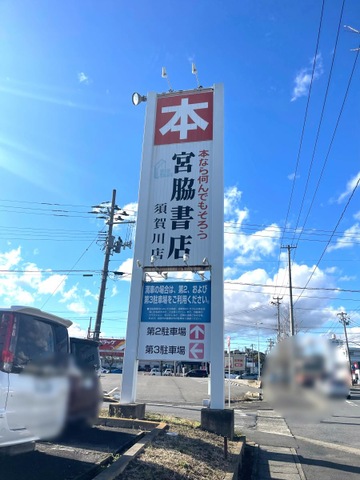 本
本なら何んでもそろう
宮脇書店
須賀川店
満車の場合は、第2、および
第3駐車場をご利用ください。
第2駐車場
第3駐車場